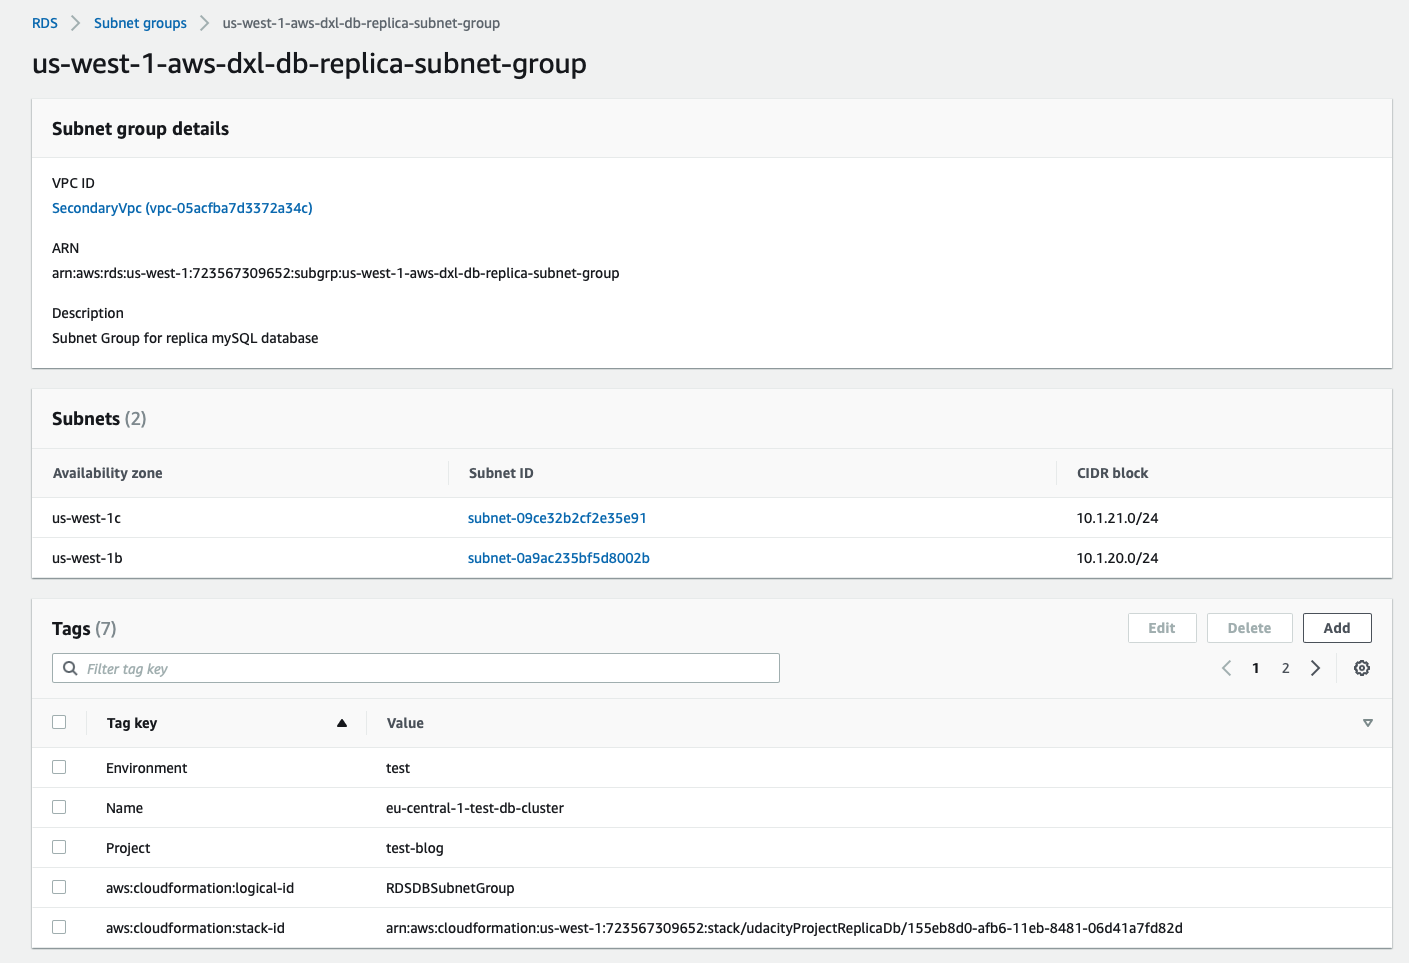 RDS > Subnet groups > us-west-1-aws-dxl-db-replica-subnet-group
us-west-1-aws-dxl-db-replica-subnet-group
Subnet group details
VPC ID
SecondaryVpc (vpc-05acfba7d3372a34c)
ARN
arn:aws:rds:us-west-1:723567309652:subgrp:us-west-1-aws-dxl-db-replica-subnet-group
Description
Subnet Group for replica mySQL database
Subnets (2)
Availability zone Subnet ID CIDR block
us-west-1c subnet-09ce32b2cf2e35e91 10.1.21.0/24
us-west-1b subnet-0a9ac235bf5d8002b 10.1.20.0/24
Tags (7) Edit Delete Add
Filter tag key 1 2
Tag key Value
Environment test
Name eu-central-1-test-db-cluster
Project test-blog
aws:cloudformation:logical-id RDSDBSubnetGroup
aws:cloudformation:stack-id arn:aws:cloudformation:us-west-1:723567309652:stack/udacityProjectReplicaDb/155eb8d0-afb6-11eb-8481-06d41a7fd82d